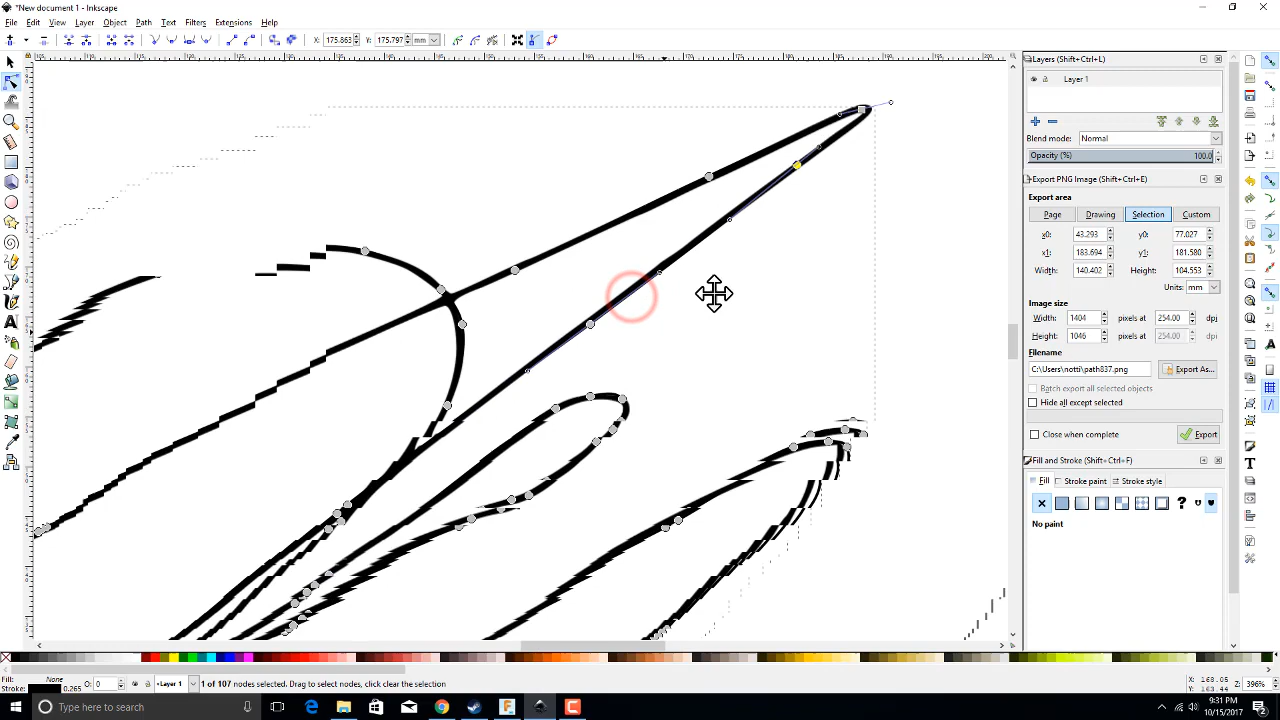 *New document 1 - Inkscape
File Edit View Layer Object Path Text Filters Extensions Help
X: 175.863 Y: 175.797 mm
Layers (Shift+Ctrl+L)
Layer 1
Blend mode: Normal
Opacity (%) 100.0
Export PNG Image (Shift+Ctrl+E)
Export area
Page Drawing Selection Custom
x0: 43.293 y0: 77.027
x1: 183.694 y1: 181.580
Width: 140.402 Height: 104.553
Units: mm
Image size
Width: 1404 pixels at 254.00 dpi
Height: 1046 pixels at 254.00 dpi
Filename
C:\Users\notti\path837.png Export As...
Batch export all selected objects
Hide all except selected
Close when complete Export
Fill and Stroke (Shift+Ctrl+F)
Fill Stroke paint Stroke style
No paint
Fill: None
Stroke: 0.265
O: 0
Layer 1
1 of 107 nodes selected. Drag to select nodes, click clear the selection
X: 168.05
Y: 163.44
Z: 396%
Type here to search
9:31 PM
10/15/2017